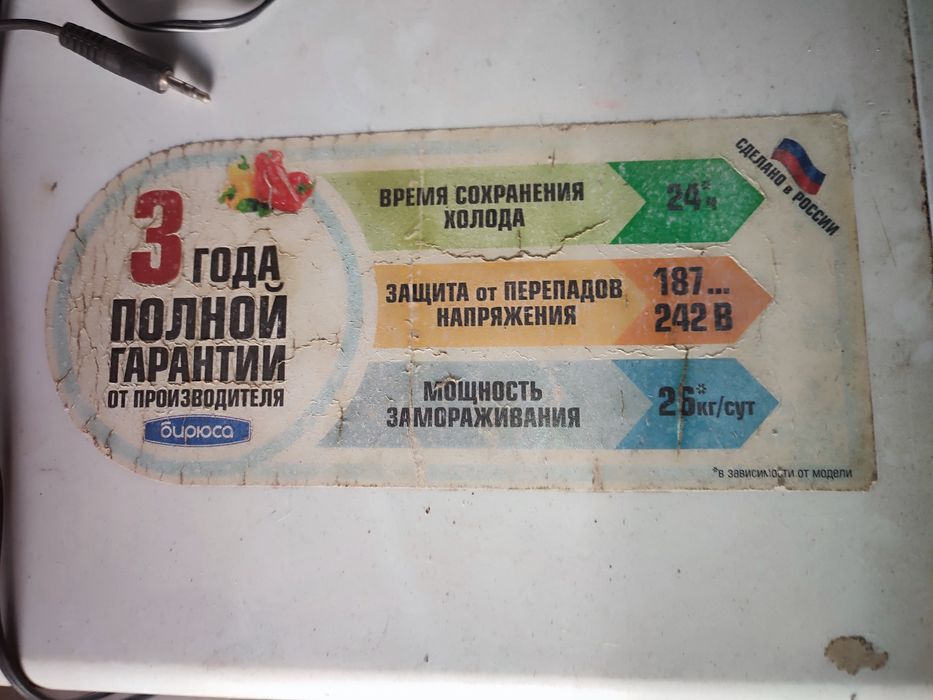 3 ГОДА
ПОЛНОЙ
ГАРАНТИИ
ОТ ПРОИЗВОДИТЕЛЯ
бирюса
ВРЕМЯ СОХРАНЕНИЯ
ХОЛОДА
24*ч
ЗАЩИТА от ПЕРЕПАДОВ
НАПРЯЖЕНИЯ
187...
242 В
МОЩНОСТЬ
ЗАМОРАЖИВАНИЯ
26*кг/сут
СДЕЛАНО в РОССИИ
*в зависимости от модели